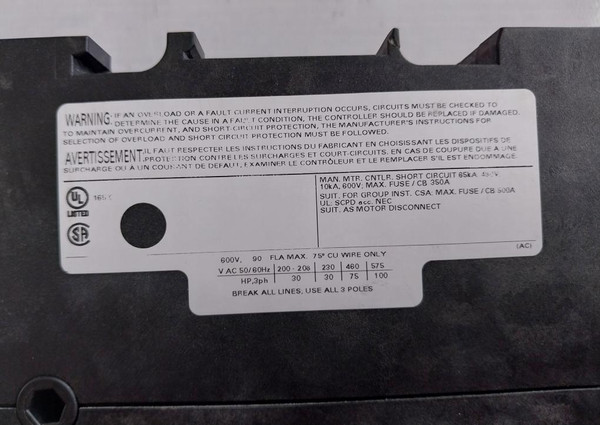 WARNING: IF AN OVERLOAD OR A FAULT CURRENT INTERRUPTION OCCURS, CIRCUITS MUST BE CHECKED TO
DETERMINE THE CAUSE IN A FAULT CONDITION, THE CONTROLLER SHOULD BE REPLACED IF DAMAGED.
TO MAINTAIN OVERCURRENT, AND SHORT-CIRCUIT PROTECTION, THE MANUFACTURER'S INSTRUCTIONS FOR
SELECTION OF OVERLOAD AND SHORT CIRCUIT PROTECTION MUST BE FOLLOWED.
AVERTISSEMENT: IL FAUT RESPECTER LES INSTRUCTIONS DU FABRICANT EN CHOISISSANT LES DISPOSITIFS DE
PROTECTION CONTRE LES SURCHARGES ET COURT-CIRCUITS. EN CAS DE COUPURE DUE A UNE
SURCHARGE OU A UN COURANT DE DEFAUT, EXAMINER LE CONTRÔLEUR ET LE REMPLACER S'IL EST ENDOMMAGE.
UL
LISTED
SA
MAN. MTR. CNTLR. SHORT CIRCUIT 65kA
10kA, 600V; MAX. FUSE / CB 350A
SUIT. FOR GROUP INST. CSA: MAX. FUSE / CB
UL: SCPD acc. NEC
SUIT. AS MOTOR DISCONNECT
(AC)
600V, 90 FLA MAX. 75° CU WIRE ONLY
V AC 50/60Hz 200 - 208 230 460 575
HP,3ph 30 30 75 100
BREAK ALL LINES, USE ALL 3 POLES